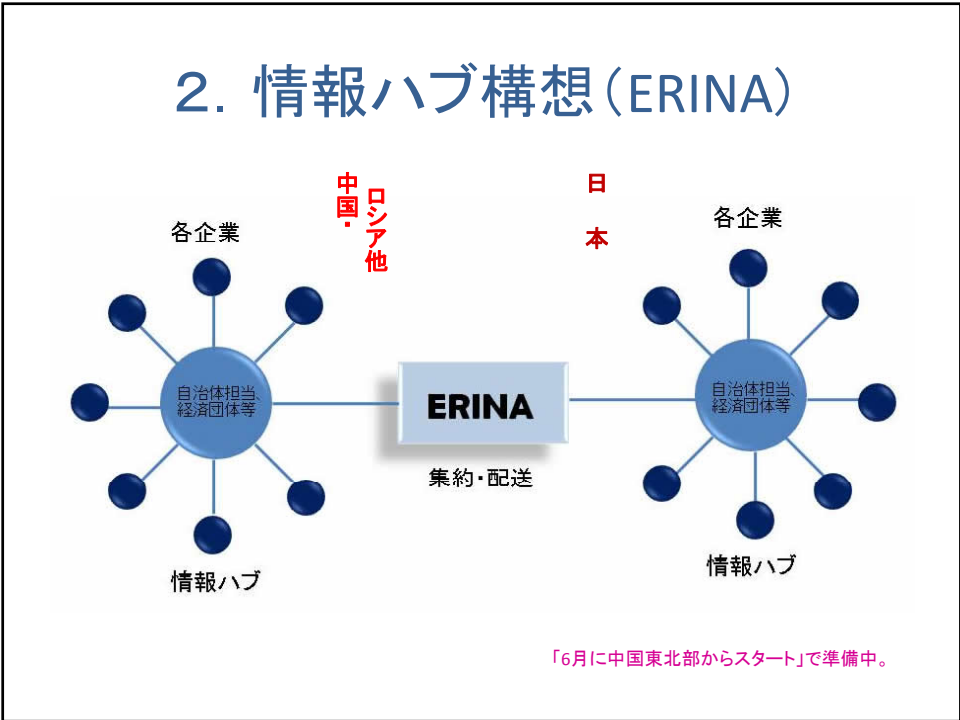 ２．情報ハブ構想（ERINA）
中国・
ロシア他
日本
各企業
各企業
自治体担当、
経済団体等
ERINA
自治体担当、
経済団体等
集約・配送
情報ハブ
情報ハブ
「6月に中国東北部からスタート」で準備中。